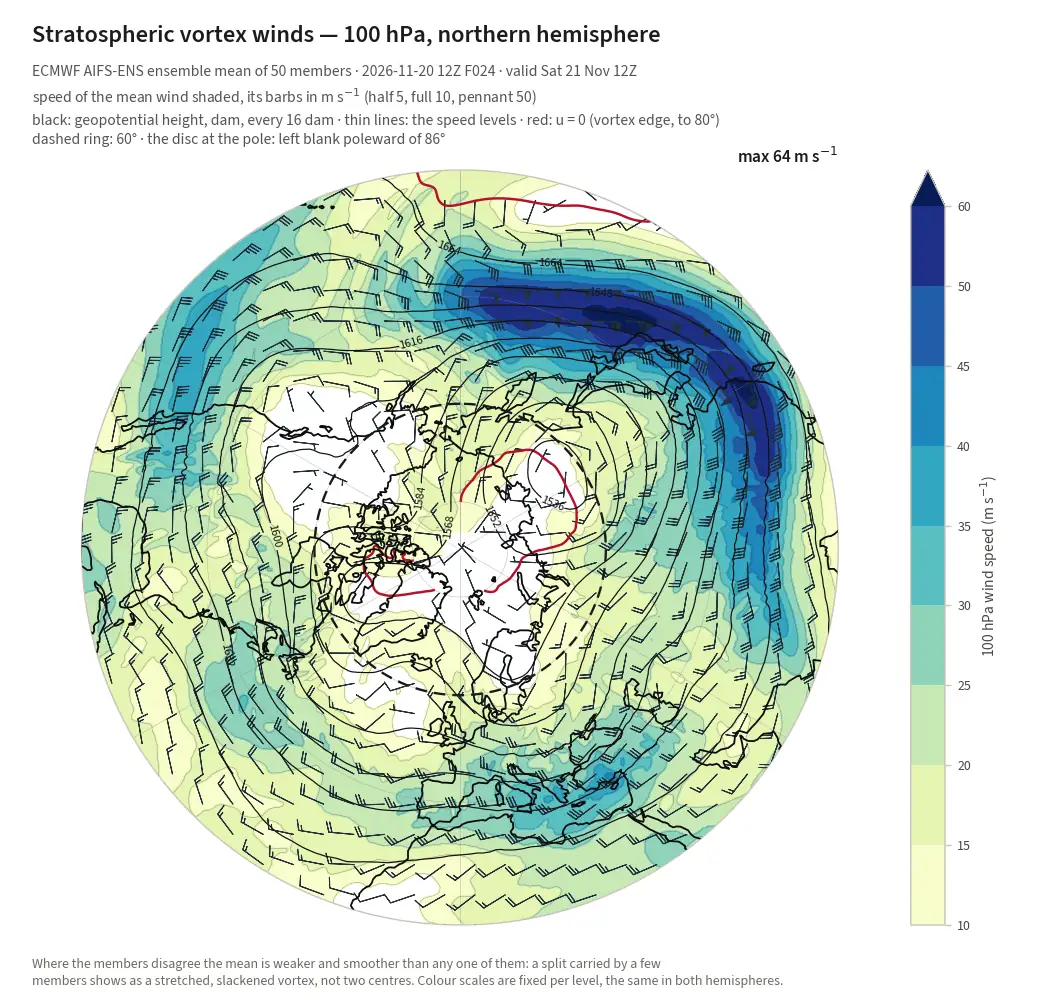 Stratospheric vortex winds — 100 hPa, northern hemisphere
ECMWF AIFS-ENS ensemble mean of 50 members · 2026-11-20 12Z F024 · valid Sat 21 Nov 12Z
speed of the mean wind shaded, its barbs in m s⁻¹ (half 5, full 10, pennant 50)
black: geopotential height, dam, every 16 dam · thin lines: the speed levels · red: u = 0 (vortex edge, to 80°)
dashed ring: 60° · the disc at the pole: left blank poleward of 86°
max 64 m s⁻¹
60
50
45
40
35
30
25
20
15
10
100 hPa wind speed (m s⁻¹)
1664
1664
1648
1616
1584
1568
1536
1552
1600
Where the members disagree the mean is weaker and smoother than any one of them: a split carried by a few
members shows as a stretched, slackened vortex, not two centres. Colour scales are fixed per level, the same in both hemispheres.